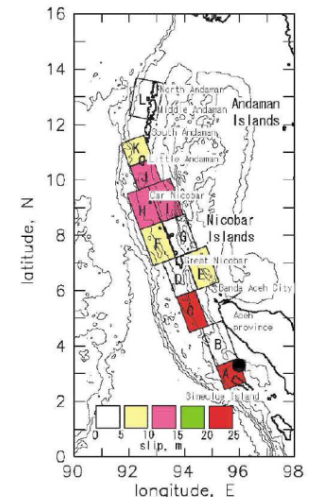 16
14
12
10
8
6
4
2
0
latitude, N
L
North Andaman
Middle Andaman
Andaman
Islands
South Andaman
K
Little Andaman
J
Car Nicobar
H
I
Nicobar
Islands
G
F
Great Nicobar
E
D
Banda Aceh City
C
Aceh
province
B
A
Simeulue Island
0 5 10 15 20 25
slip, m
90 92 94 96 98
longitude, E